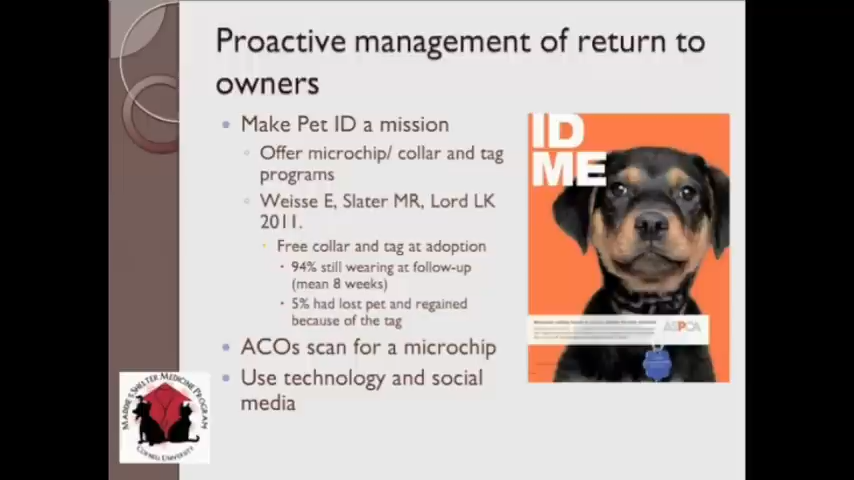 Proactive management of return to
owners
Make Pet ID a mission
Offer microchip/ collar and tag
programs
Weisse E, Slater MR, Lord LK
2011.
Free collar and tag at adoption
94% still wearing at follow-up
(mean 8 weeks)
5% had lost pet and regained
because of the tag
ACOs scan for a microchip
Use technology and social
media
ID
ME
ASPCA
MADDIE'S SHELTER MEDICINE PROGRAM
CORNELL UNIVERSITY